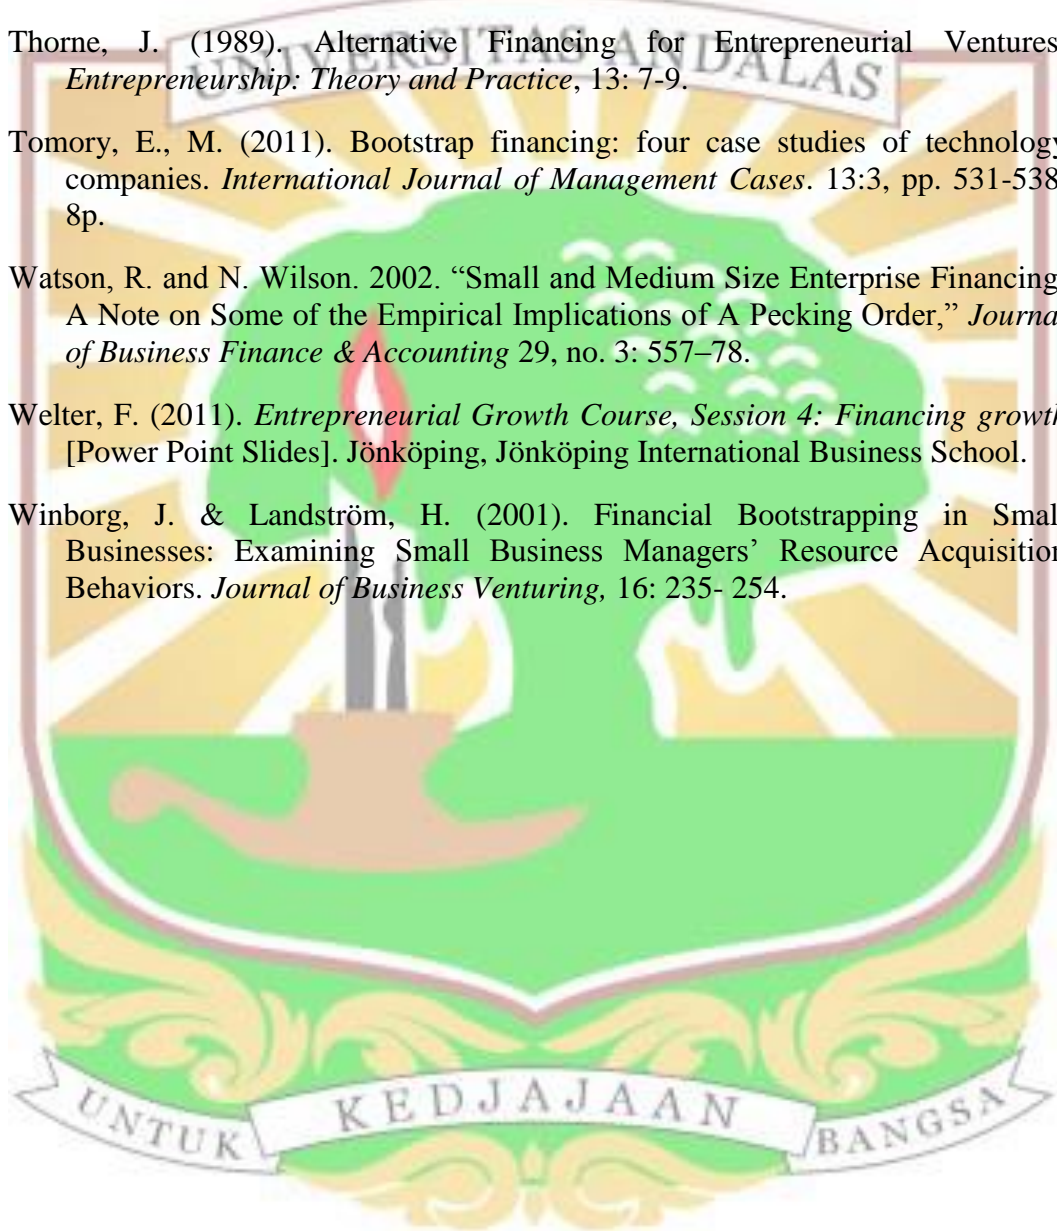 UNIVERSITAS ANDALAS
Thorne, J. (1989). Alternative Financing for Entrepreneurial Ventures
Entrepreneurship: Theory and Practice, 13: 7-9.
Tomory, E., M. (2011). Bootstrap financing: four case studies of technology
companies. International Journal of Management Cases. 13:3, pp. 531-538
8p.
Watson, R. and N. Wilson. 2002. “Small and Medium Size Enterprise Financing
A Note on Some of the Empirical Implications of A Pecking Order,” Journa
of Business Finance & Accounting 29, no. 3: 557–78.
Welter, F. (2011). Entrepreneurial Growth Course, Session 4: Financing growth
[Power Point Slides]. Jönköping, Jönköping International Business School.
Winborg, J. & Landström, H. (2001). Financial Bootstrapping in Smal
Businesses: Examining Small Business Managers’ Resource Acquisition
Behaviors. Journal of Business Venturing, 16: 235- 254.
UNTUK KEDJAJAAN BANGSA